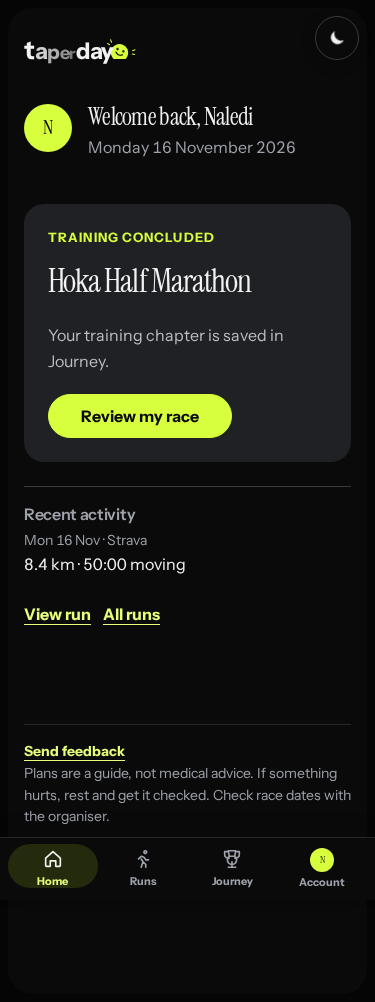 taperday
N
Welcome back, Naledi
Monday 16 November 2026
TRAINING CONCLUDED
Hoka Half Marathon
Your training chapter is saved in
Journey.
Review my race
Recent activity
Mon 16 Nov · Strava
8.4 km · 50:00 moving
View run All runs
Send feedback
Plans are a guide, not medical advice. If something
hurts, rest and get it checked. Check race dates with
the organiser.
N
Home Runs Journey Account